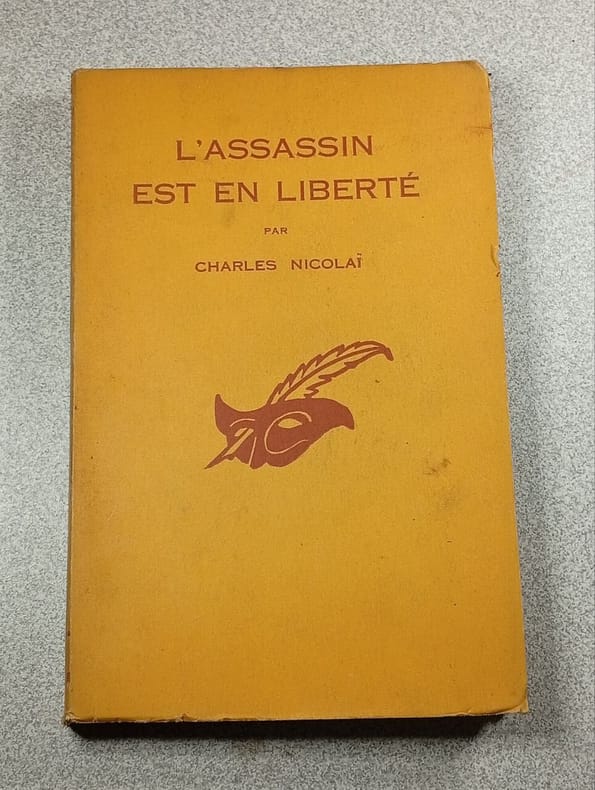 L'ASSASSIN
EST EN LIBERTÉ
PAR
CHARLES NICOLAÏ